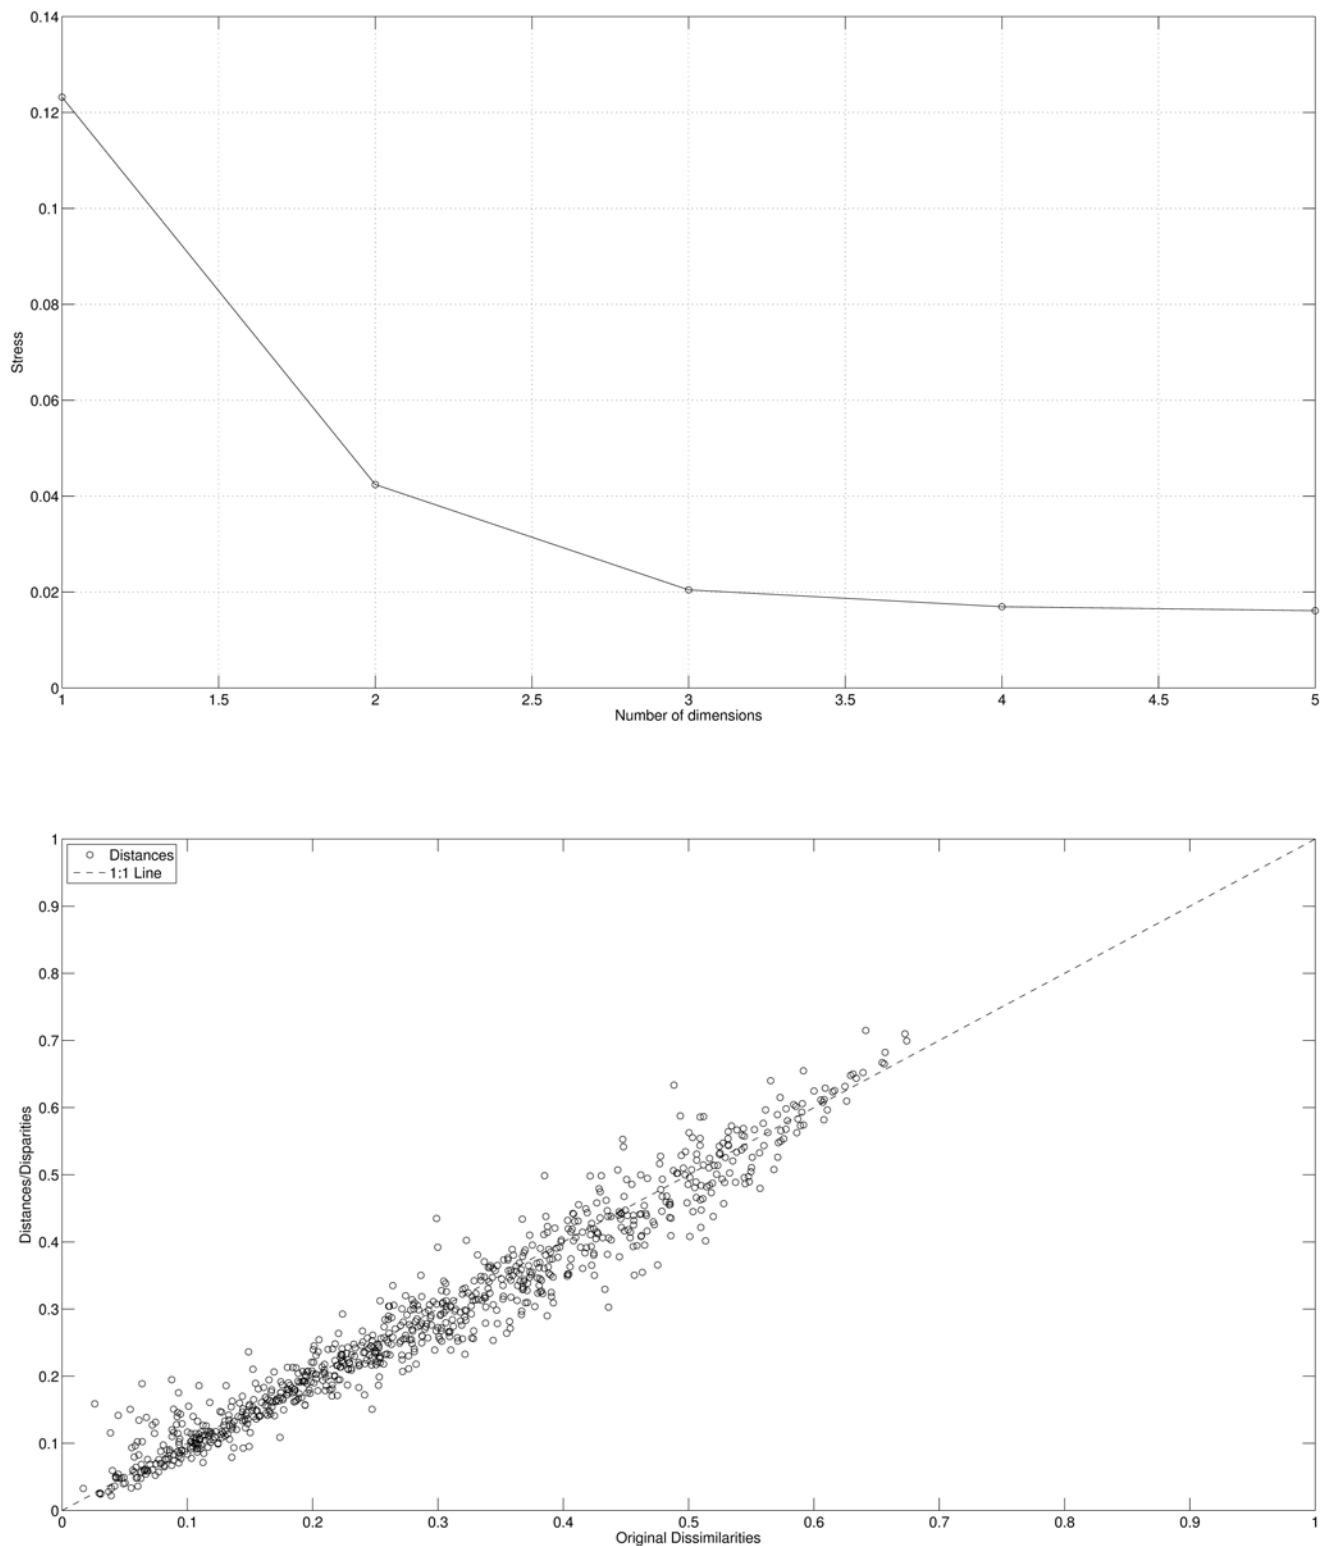 0.14
0.12
0.1
0.08
0.06
0.04
0.02
0
Stress
1 1.5 2 2.5 3 3.5 4 4.5 5
Number of dimensions
Distances
1:1 Line
1
0.9
0.8
0.7
0.6
0.5
0.4
0.3
0.2
0.1
0
Distances/Disparities
0 0.1 0.2 0.3 0.4 0.5 0.6 0.7 0.8 0.9 1
Original Dissimilarities